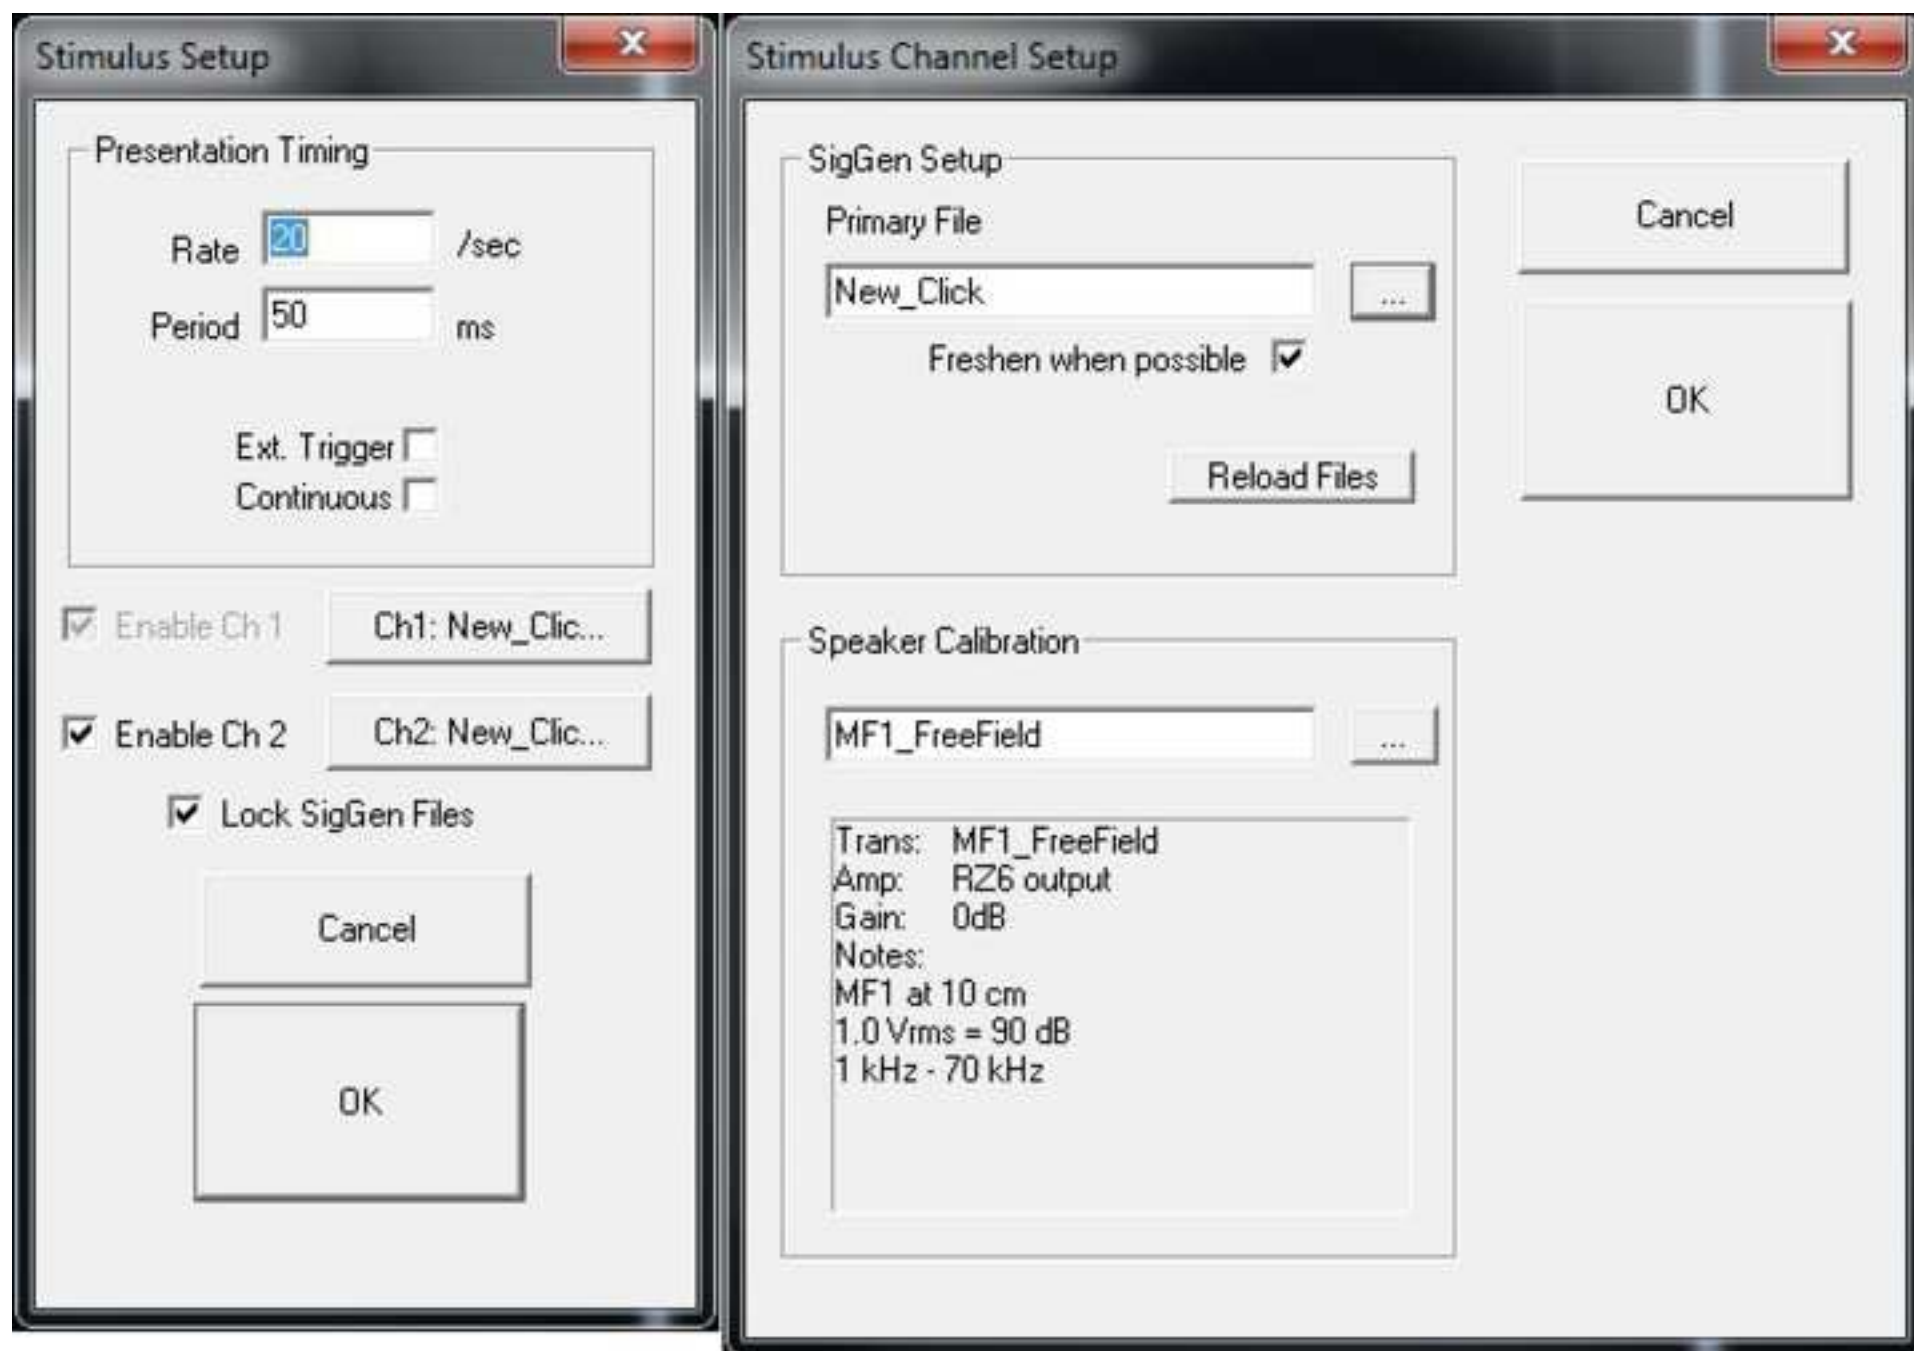 Stimulus Setup
Presentation Timing
Rate 20 /sec
Period 50 ms
Ext. Trigger
Continuous
Enable Ch 1 Ch1: New_Clic...
Enable Ch 2 Ch2: New_Clic...
Lock SigGen Files
Cancel
OK
Stimulus Channel Setup
SigGen Setup
Primary File
New_Click ...
Freshen when possible
Reload Files
Cancel
OK
Speaker Calibration
MF1_FreeField ...
Trans: MF1_FreeField
Amp: RZ6 output
Gain: 0dB
Notes:
MF1 at 10 cm
1.0 Vrms = 90 dB
1 kHz - 70 kHz